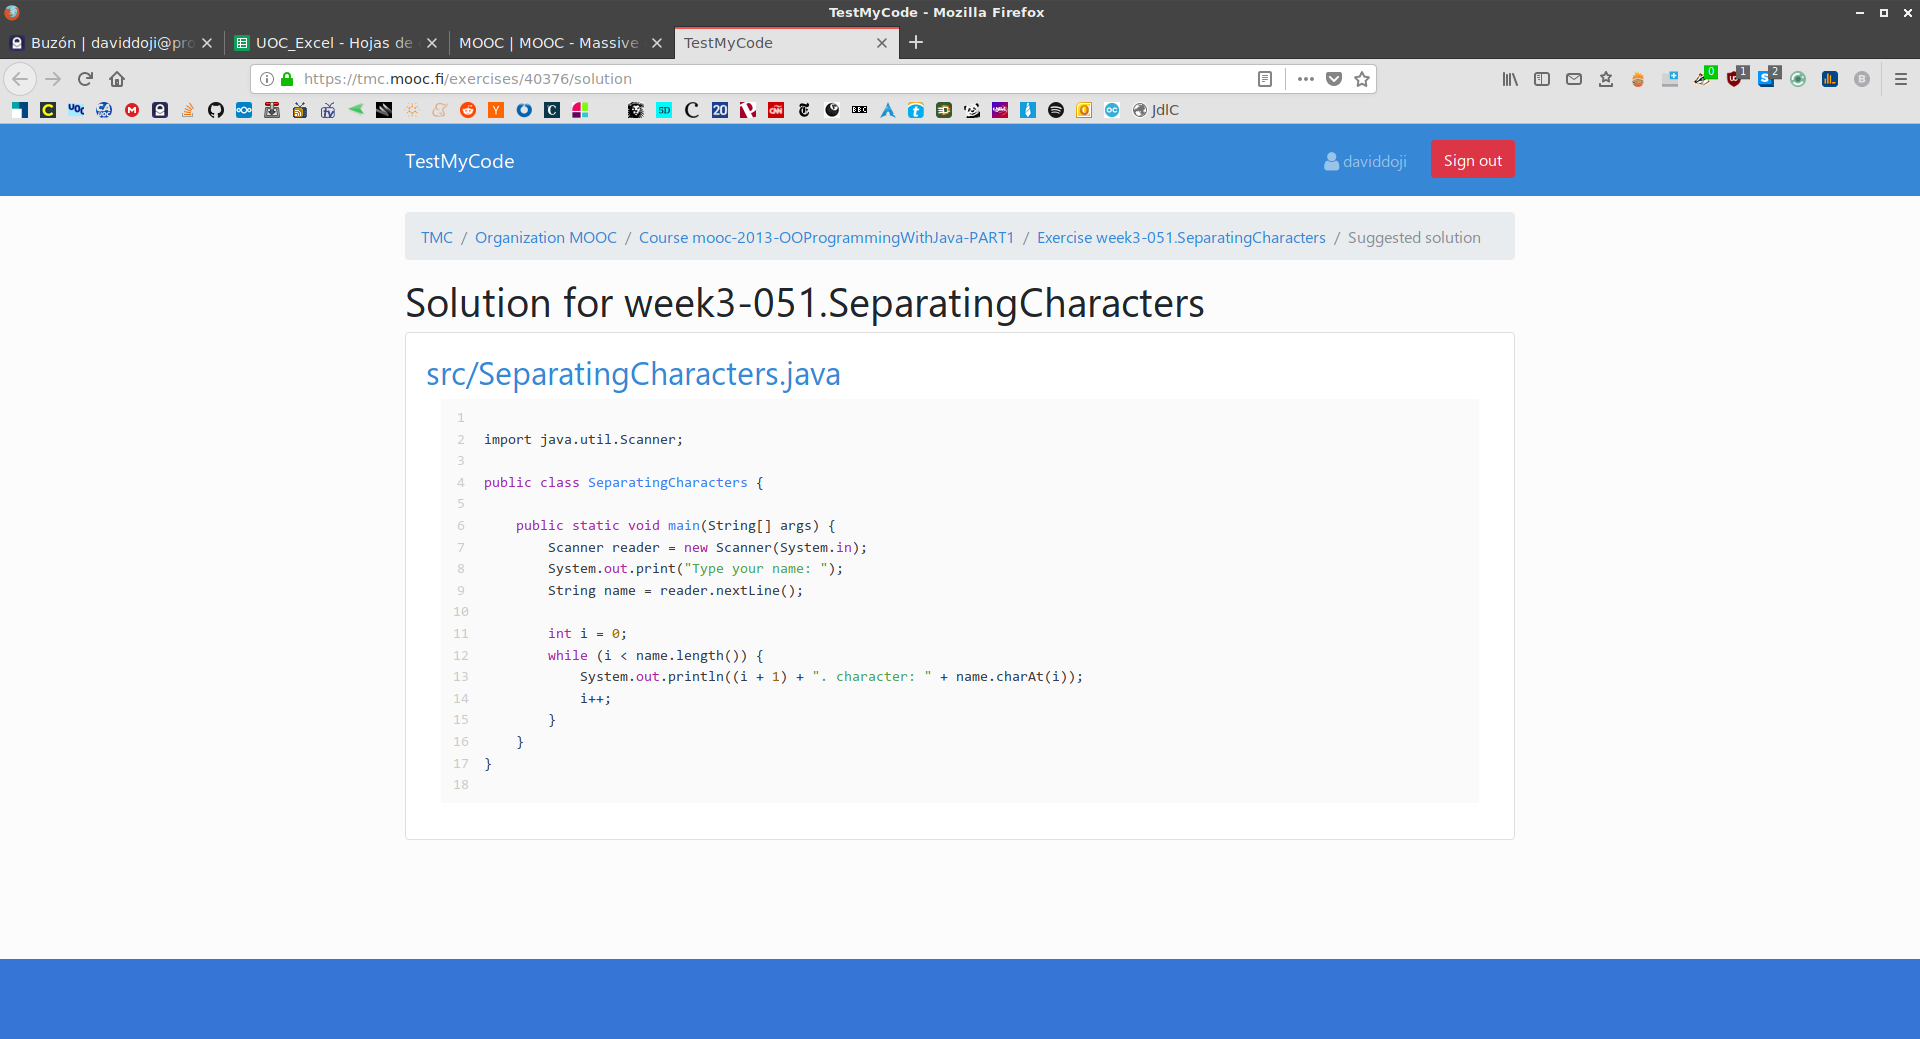 TestMyCode - Mozilla Firefox
Buzón | daviddoji@pro
UOC_Excel - Hojas de
MOOC | MOOC - Massive
TestMyCode
https://tmc.mooc.fi/exercises/40376/solution
0
1
2
JdlC
TestMyCode
daviddoji
Sign out
TMC / Organization MOOC / Course mooc-2013-OOProgrammingWithJava-PART1 / Exercise week3-051.SeparatingCharacters / Suggested solution
Solution for week3-051.SeparatingCharacters
src/SeparatingCharacters.java
1
2 import java.util.Scanner;
3
4 public class SeparatingCharacters {
5
6     public static void main(String[] args) {
7         Scanner reader = new Scanner(System.in);
8         System.out.print("Type your name: ");
9         String name = reader.nextLine();
10
11         int i = 0;
12         while (i < name.length()) {
13             System.out.println((i + 1) + ". character: " + name.charAt(i));
14             i++;
15         }
16     }
17 }
18